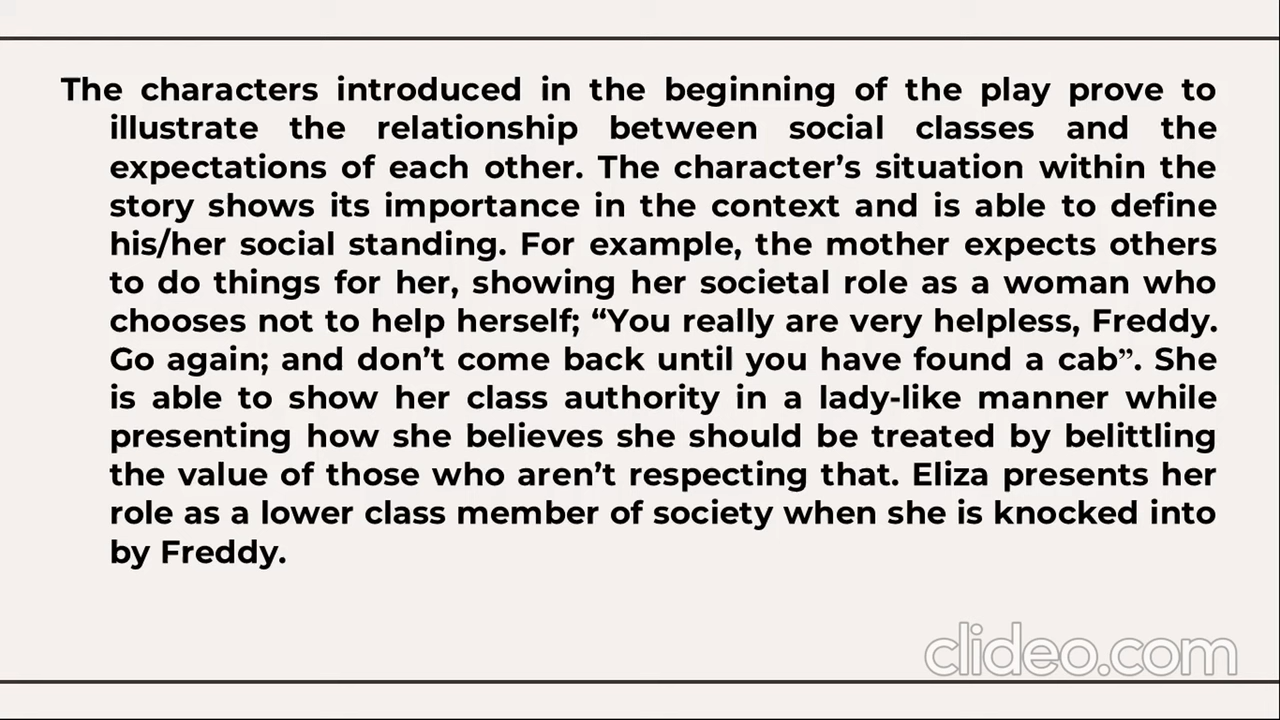 The characters introduced in the beginning of the play prove to
illustrate the relationship between social classes and the
expectations of each other. The character’s situation within the
story shows its importance in the context and is able to define
his/her social standing. For example, the mother expects others
to do things for her, showing her societal role as a woman who
chooses not to help herself; “You really are very helpless, Freddy.
Go again; and don’t come back until you have found a cab”. She
is able to show her class authority in a lady-like manner while
presenting how she believes she should be treated by belittling
the value of those who aren’t respecting that. Eliza presents her
role as a lower class member of society when she is knocked into
by Freddy.
clideo.com